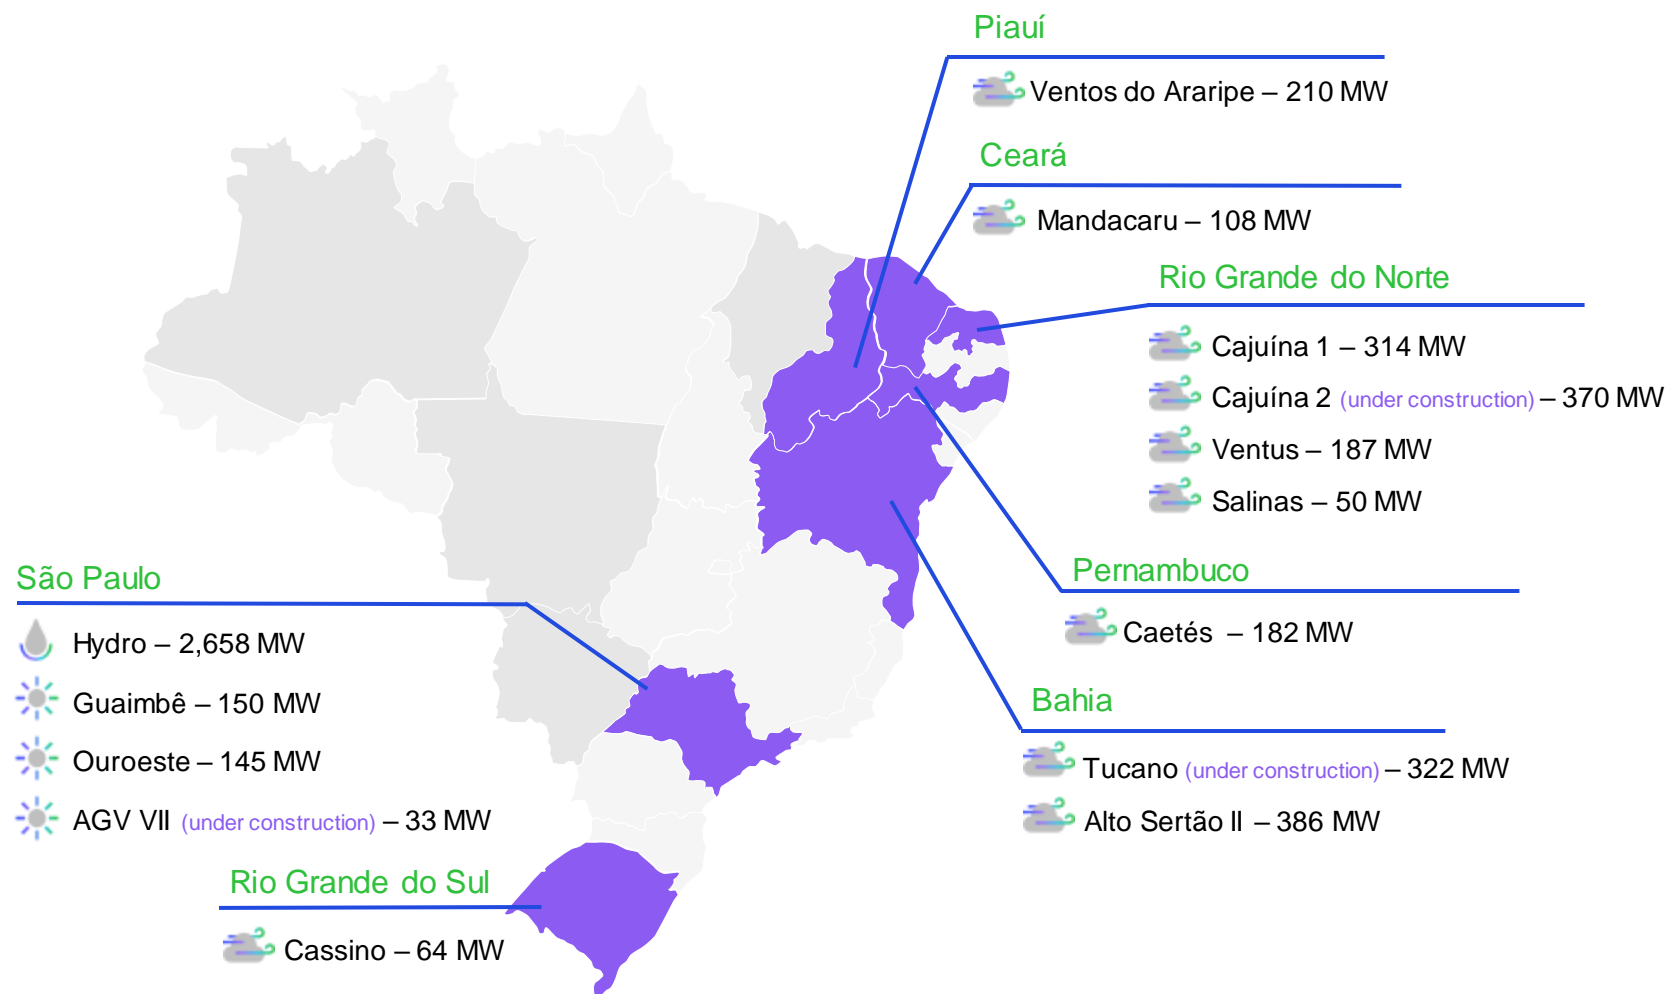 Piauí
Ventos do Araripe – 210 MW
Ceará
Mandacaru – 108 MW
Rio Grande do Norte
Cajuína 1 – 314 MW
Cajuína 2 (under construction) – 370 MW
Ventus – 187 MW
Salinas – 50 MW
Pernambuco
Caetés – 182 MW
Bahia
Tucano (under construction) – 322 MW
Alto Sertão II – 386 MW
São Paulo
Hydro – 2,658 MW
Guaimbê – 150 MW
Ouroeste – 145 MW
AGV VII (under construction) – 33 MW
Rio Grande do Sul
Cassino – 64 MW